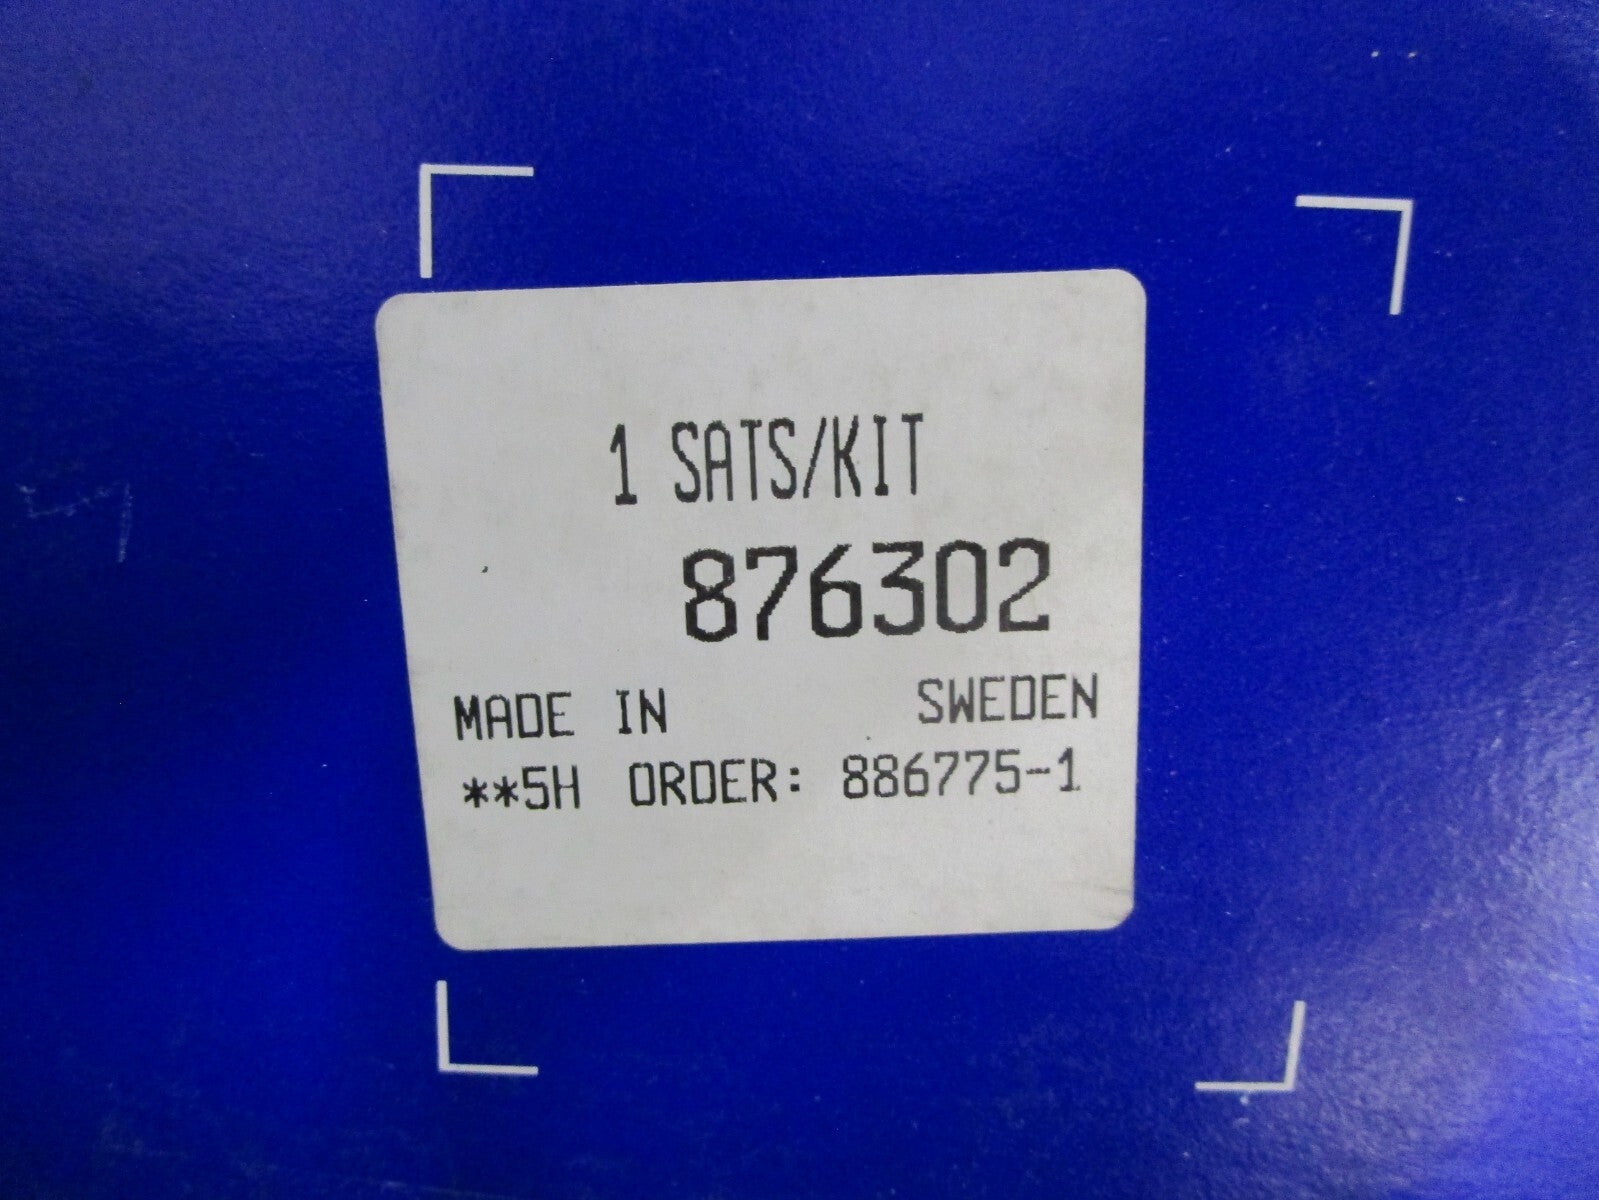 1 SATS/KIT
876302
MADE IN SWEDEN
**5H ORDER: 886775-1